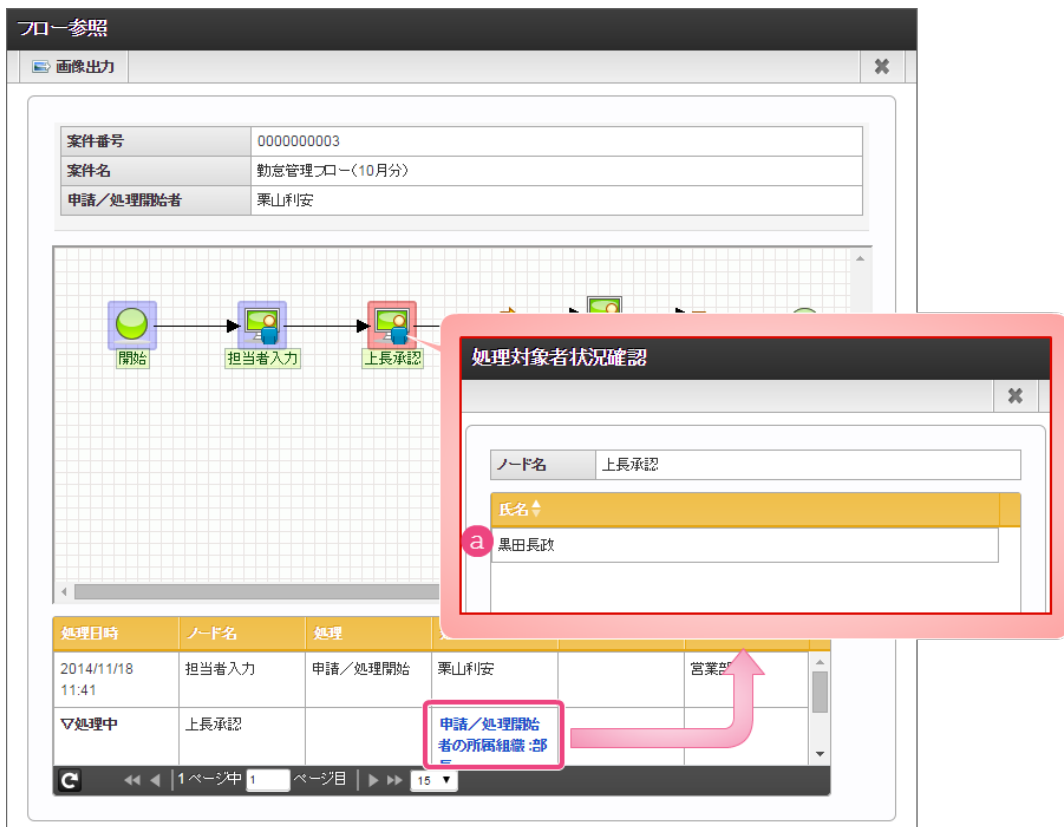 フロー参照
画像出力
案件番号 0000000003
案件名 勤怠管理フロー(10月分)
申請／処理開始者 栗山利安
開始
担当者入力
上長承認
処理対象者状況確認
ノード名 上長承認
氏名
a
黒田長政
処理日時 ノード名 処理
2014/11/18 担当者入力 申請／処理開始 栗山利安 営業部
11:41
▽処理中 上長承認 申請／処理開始
者の所属組織:部
1ページ中 1 ページ目 15